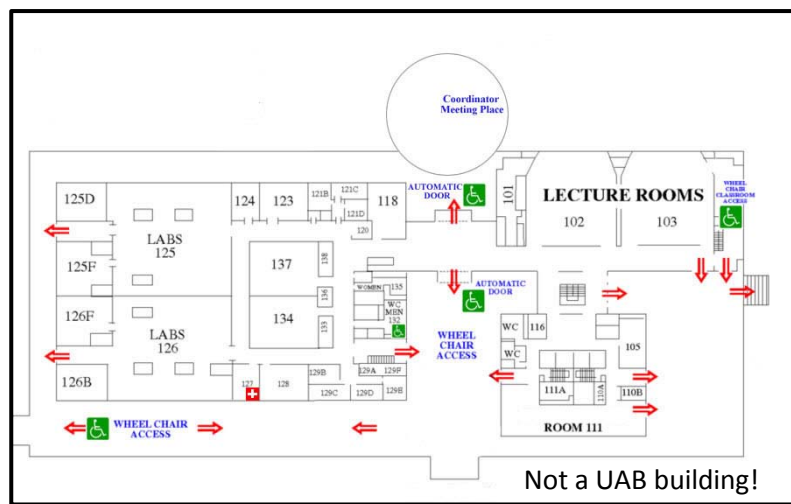 Coordinator
Meeting Place
AUTOMATIC
DOOR
LECTURE ROOMS
WHEEL
CHAIR
CLASSROOM
ACCESS
101
102
103
125D
124
123
121B
121C
121D
118
120
LABS
125
125F
137
138
136
134
133
126F
LABS
126
126B
127
128
129B
129C
129A
129F
129D
129E
WOMEN
135
WC
MEN
132
AUTOMATIC
DOOR
WHEEL
CHAIR
ACCESS
WC
116
WC
105
111A
110A
110B
ROOM 111
WHEEL CHAIR
ACCESS
Not a UAB building!